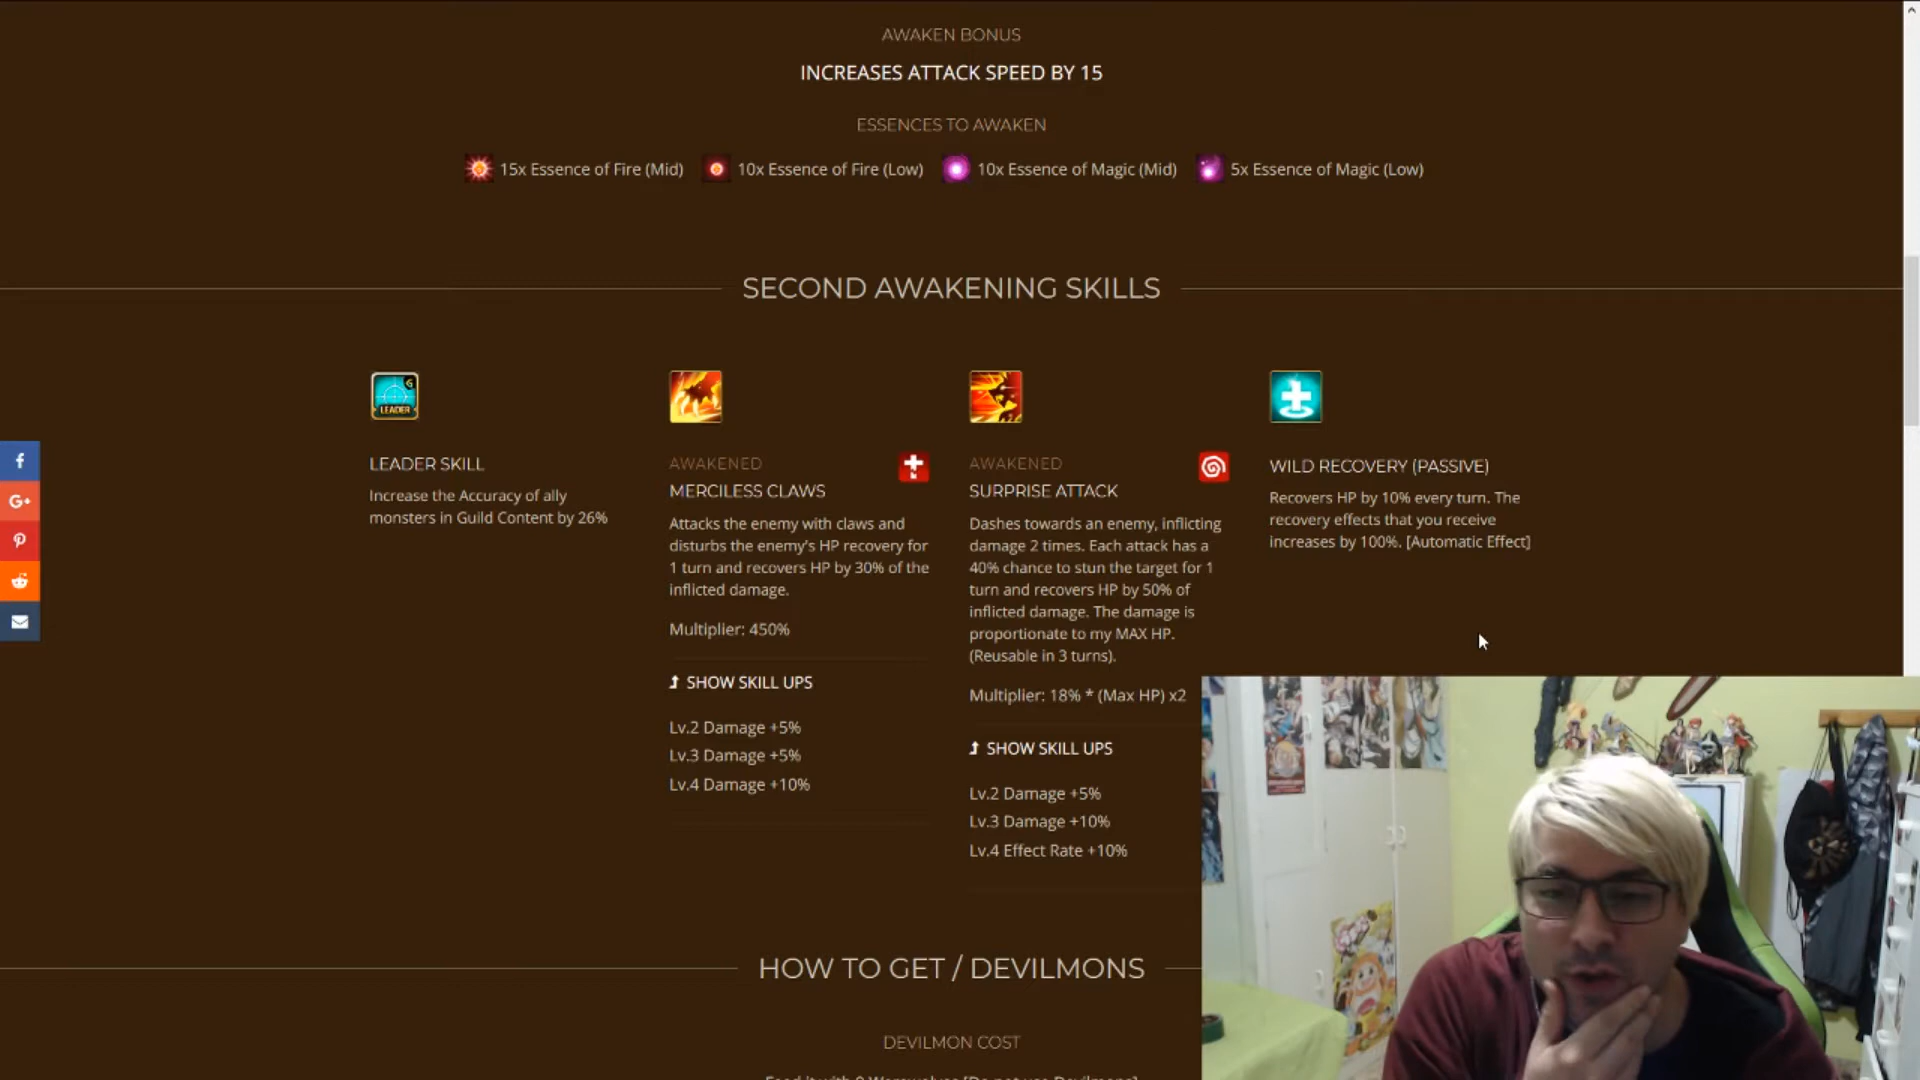 AWAKEN BONUS
INCREASES ATTACK SPEED BY 15
ESSENCES TO AWAKEN
15x Essence of Fire (Mid) 10x Essence of Fire (Low) 10x Essence of Magic (Mid) 5x Essence of Magic (Low)
SECOND AWAKENING SKILLS
LEADER
LEADER SKILL
Increase the Accuracy of ally
monsters in Guild Content by 26%
AWAKENED
MERCILESS CLAWS
Attacks the enemy with claws and
disturbs the enemy's HP recovery for
1 turn and recovers HP by 30% of the
inflicted damage.
Multiplier: 450%
SHOW SKILL UPS
Lv.2 Damage +5%
Lv.3 Damage +5%
Lv.4 Damage +10%
AWAKENED
SURPRISE ATTACK
Dashes towards an enemy, inflicting
damage 2 times. Each attack has a
40% chance to stun the target for 1
turn and recovers HP by 50% of
inflicted damage. The damage is
proportionate to my MAX HP.
(Reusable in 3 turns).
Multiplier: 18% * (Max HP) x2
SHOW SKILL UPS
Lv.2 Damage +5%
Lv.3 Damage +10%
Lv.4 Effect Rate +10%
WILD RECOVERY (PASSIVE)
Recovers HP by 10% every turn. The
recovery effects that you receive
increases by 100%. [Automatic Effect]
HOW TO GET / DEVILMONS
DEVILMON COST